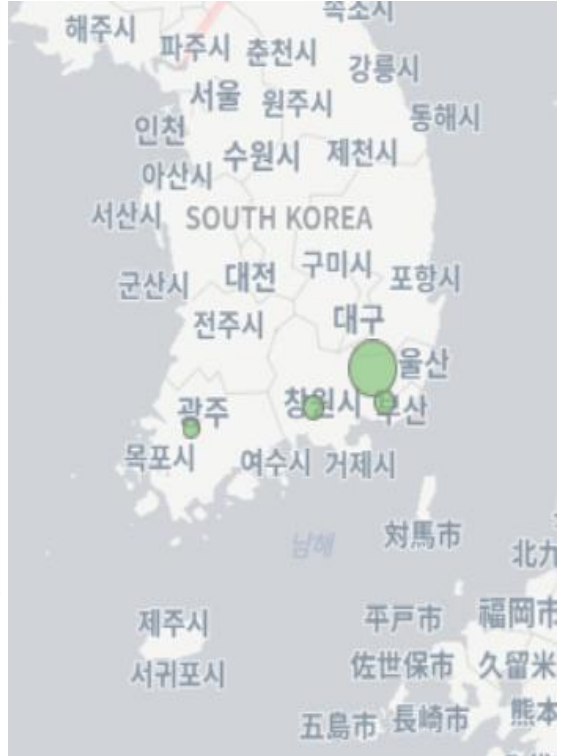 속초시
해주시
파주시
춘천시
강릉시
서울
원주시
동해시
인천
수원시
제천시
아산시
서산시
SOUTH KOREA
군산시
대전
구미시
포항시
전주시
대구
울산
광주
창원시
부산
목포시
여수시
거제시
남해
対馬市
北九
제주시
平戸市
福岡市
서귀포시
佐世保市
久留米
五島市
長崎市
熊本